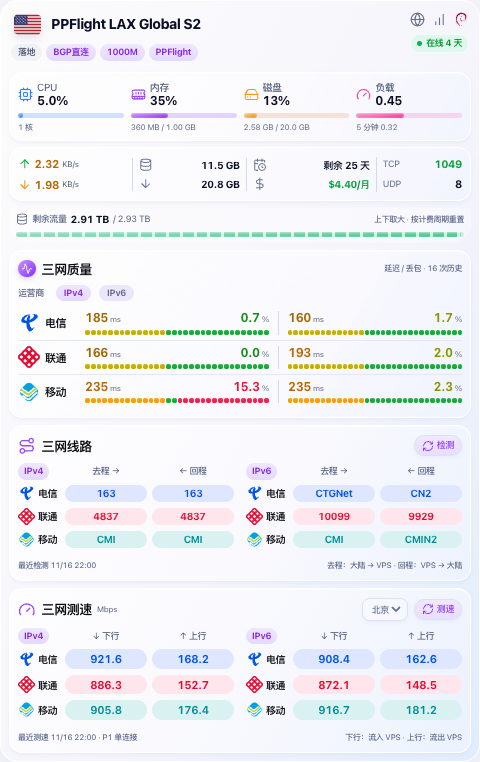 PPFlight LAX Global S2
落地 BGP直连 1000M PPFlight
在线 4 天
CPU 5.0%
1 核
内存 35%
360 MB / 1.00 GB
磁盘 13%
2.58 GB / 20.0 GB
负载 0.45
5 分钟 0.32
↑ 2.32 KB/s 11.5 GB 剩余 25 天 TCP 1049
↓ 1.98 KB/s ↓ 20.8 GB $ $4.40/月 UDP 8
剩余流量 2.91 TB / 2.93 TB 上下取大 · 按计费周期重置
三网质量 延迟 / 丢包 · 16 次历史
运营商 IPv4 IPv6
电信 185 ms 0.7 % 160 ms 1.7 %
联通 166 ms 0.0 % 193 ms 2.0 %
移动 235 ms 15.3 % 235 ms 2.3 %
三网线路 检测
IPv4 去程 → ← 回程 IPv6 去程 → ← 回程
电信 163 163 电信 CTGNet CN2
联通 4837 4837 联通 10099 9929
移动 CMI CMI 移动 CMI CMIN2
最近检测 11/16 22:00 去程：大陆 → VPS · 回程：VPS → 大陆
三网测速 Mbps 北京 测速
IPv4 ↓ 下行 ↑ 上行 IPv6 ↓ 下行 ↑ 上行
电信 921.6 168.2 电信 908.4 162.6
联通 886.3 152.7 联通 872.1 148.5
移动 905.8 176.4 移动 916.7 181.2
最近测速 11/16 22:00 · P1 单连接 下行：流入 VPS · 上行：流出 VPS